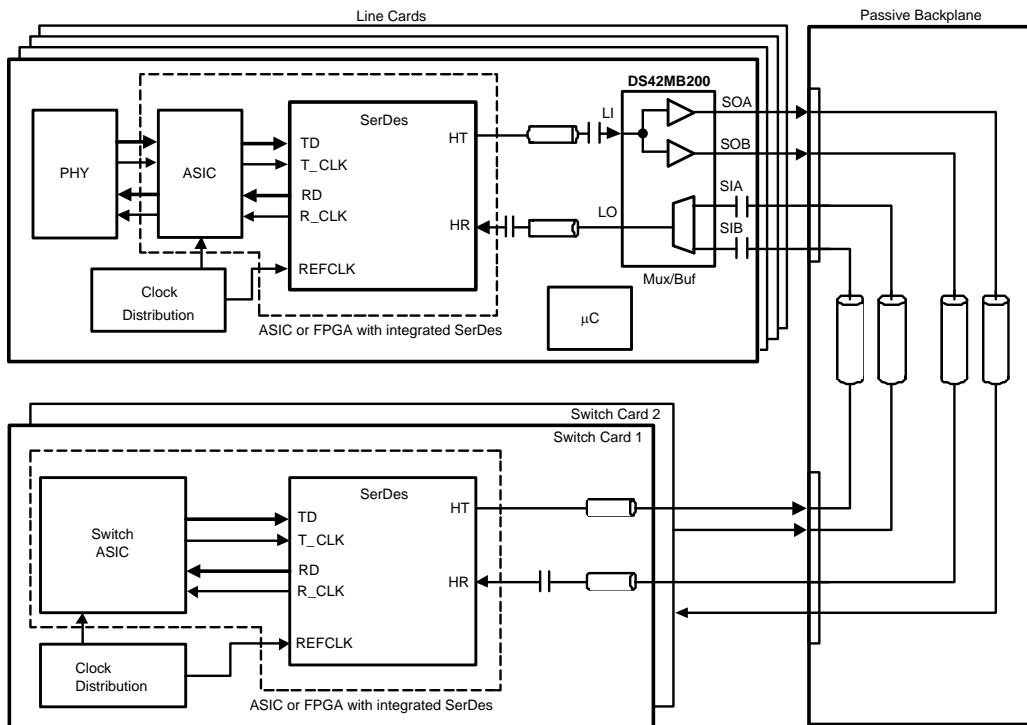 Line Cards
Passive Backplane
DS42MB200
SerDes
HT
LI
SOA
SOB
PHY
ASIC
TD
T_CLK
RD
R_CLK
HR
LO
SIA
SIB
REFCLK
Mux/Buf
Clock
Distribution
ASIC or FPGA with integrated SerDes
µC
Switch Card 2
Switch Card 1
SerDes
HT
Switch
ASIC
TD
T_CLK
RD
R_CLK
HR
REFCLK
Clock
Distribution
ASIC or FPGA with integrated SerDes